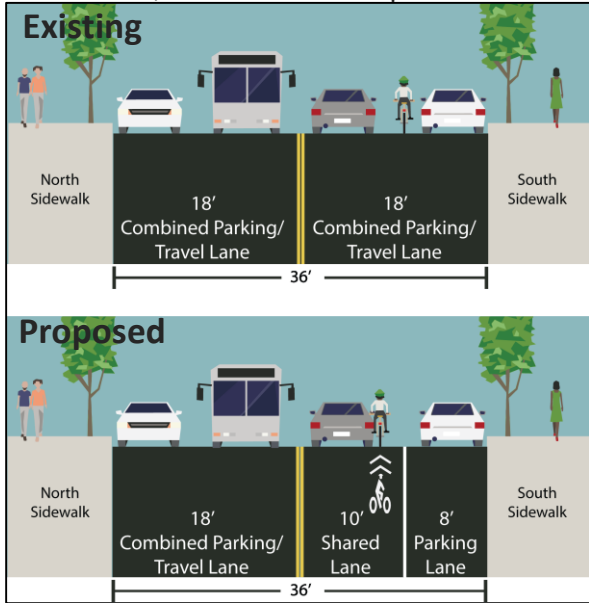 Existing
North
Sidewalk
18'
Combined Parking/
Travel Lane
18'
Combined Parking/
Travel Lane
South
Sidewalk
36'
Proposed
North
Sidewalk
18'
Combined Parking/
Travel Lane
10'
Shared
Lane
8'
Parking
Lane
South
Sidewalk
36'